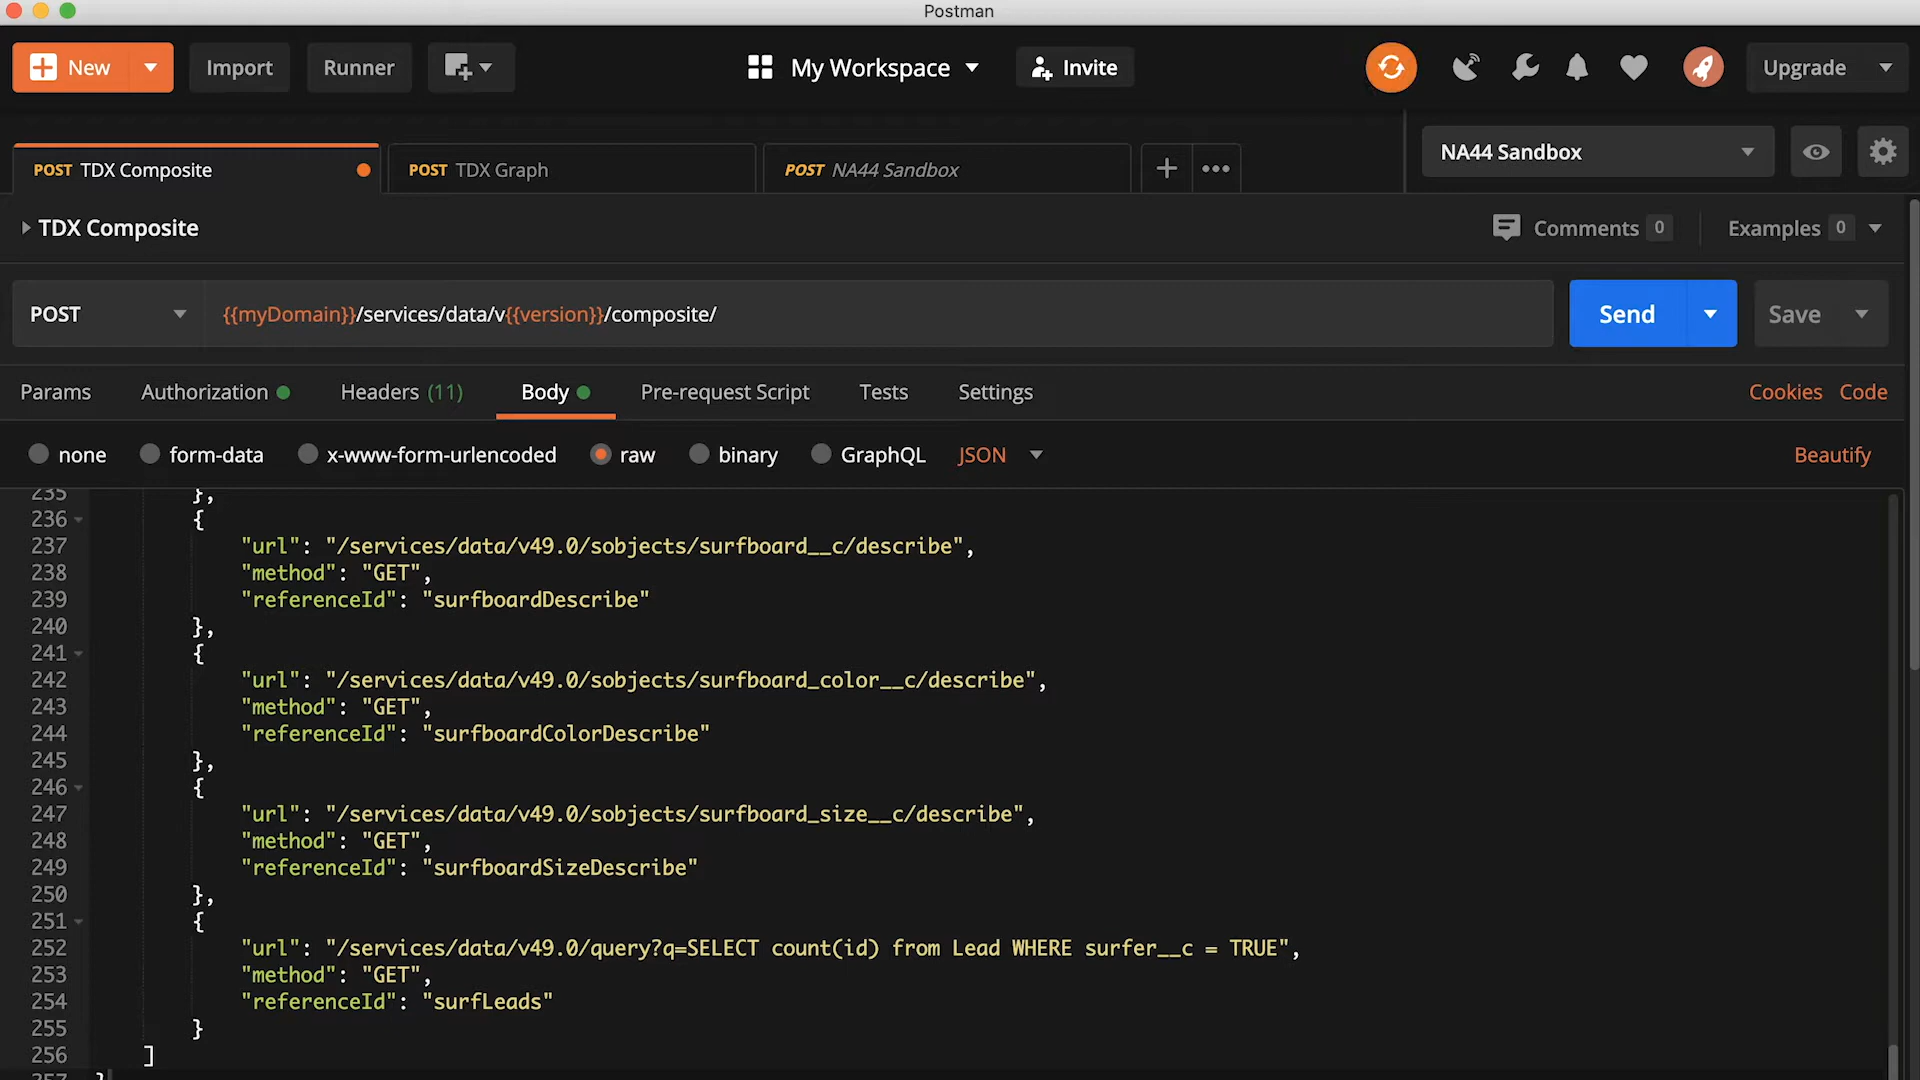 Postman
New Import Runner My Workspace Invite Upgrade
POST TDX Composite POST TDX Graph POST NA44 Sandbox ••• NA44 Sandbox
TDX Composite Comments 0 Examples 0
POST {{myDomain}}/services/data/v{{version}}/composite/ Send Save
Params Authorization Headers (11) Body Pre-request Script Tests Settings Cookies Code
none form-data x-www-form-urlencoded raw binary GraphQL JSON Beautify
235 },
236 {
237 "url": "/services/data/v49.0/sobjects/surfboard__c/describe",
238 "method": "GET",
239 "referenceId": "surfboardDescribe"
240 },
241 {
242 "url": "/services/data/v49.0/sobjects/surfboard_color__c/describe",
243 "method": "GET",
244 "referenceId": "surfboardColorDescribe"
245 },
246 {
247 "url": "/services/data/v49.0/sobjects/surfboard_size__c/describe",
248 "method": "GET",
249 "referenceId": "surfboardSizeDescribe"
250 },
251 {
252 "url": "/services/data/v49.0/query?q=SELECT count(id) from Lead WHERE surfer__c = TRUE",
253 "method": "GET",
254 "referenceId": "surfLeads"
255 }
256 ]
257 }